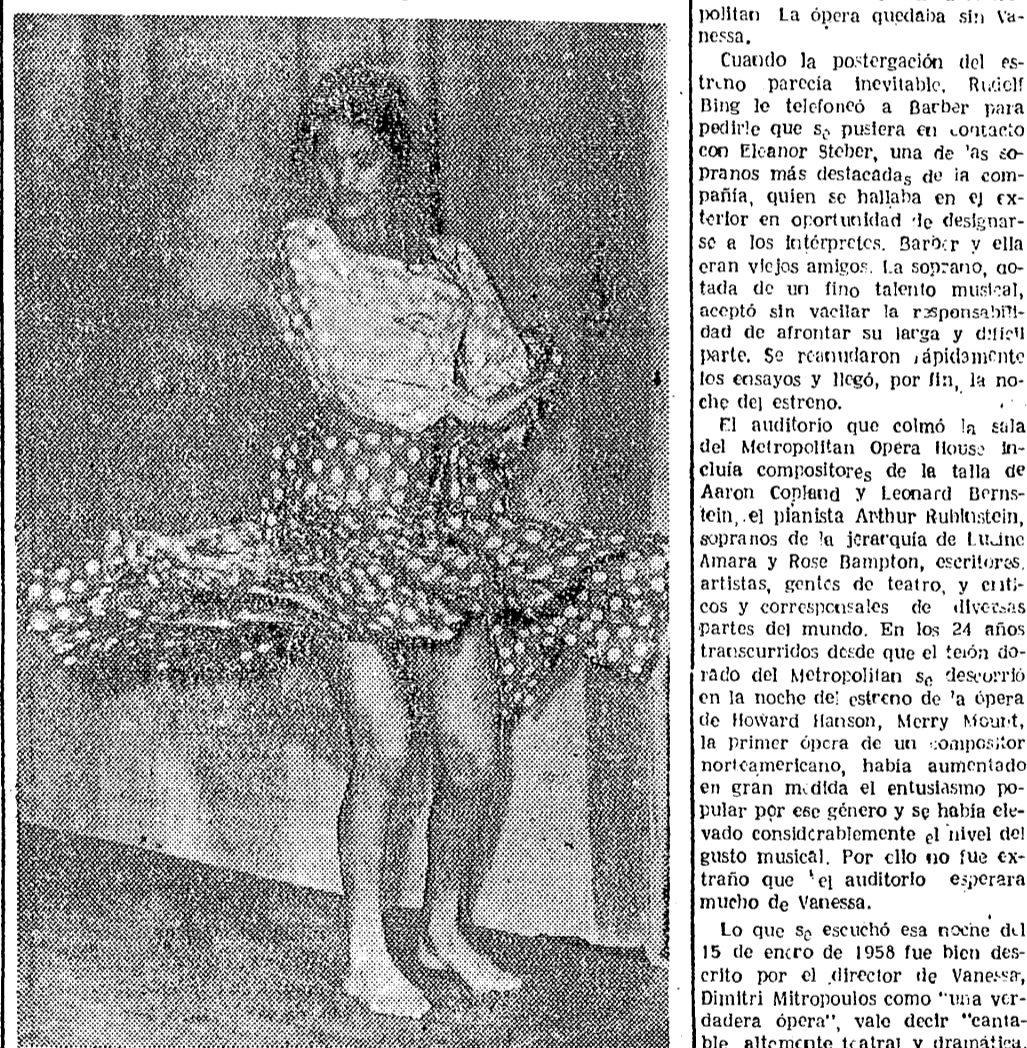 politan La ópera quedaba sin Va-
nessa.
Cuando la postergación del es-
treno parecía inevitable, Rudolf
Bing le telefoneó a Barber para
pedirle que se pusiera en contacto
con Eleanor Steber, una de las so-
pranos más destacadas de la com-
pañía, quien se hallaba en el ex-
terior en oportunidad de designar-
se a los intérpretes. Barber y ella
eran viejos amigos. La soprano, do-
tada de un fino talento musical,
aceptó sin vacilar la responsabili-
dad de afrontar su larga y difícil
parte. Se reanudaron rápidamente
los ensayos y llegó, por fin, la no-
che del estreno.
El auditorio que colmó la sala
del Metropolitan Opera House in-
cluía compositores de la talla de
Aaron Copland y Leonard Berns-
tein, el pianista Arthur Rubinstein,
sopranos de la jerarquía de Lucine
Amara y Rose Bampton, escritores,
artistas, gentes de teatro, y críti-
cos y corresponsales de diversas
partes del mundo. En los 24 años
transcurridos desde que el telón do-
rado del Metropolitan se descorrió
en la noche del estreno de la ópera
de Howard Hanson, Merry Mount,
la primer ópera de un compositor
norteamericano, había aumentado
en gran medida el entusiasmo po-
pular por ese género y se había ele-
vado considerablemente el nivel del
gusto musical. Por ello no fue ex-
traño que el auditorio esperara
mucho de Vanessa.
Lo que se escuchó esa noche del
15 de enero de 1958 fue bien des-
crito por el director de Vanessa,
Dimitri Mitropoulos como "una ver-
dadera ópera", vale decir "canta-
ble, altemente teatral y dramática,